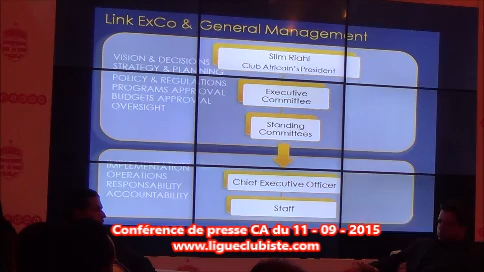 Link ExCo & General Management
VISION & DECISIONS
STRATEGY & PLANNING
POLICY & REGULATIONS
PROGRAMS APPROVAL
BUDGETS APPROVAL
OVERSIGHT
Slim Riahi
Club Africain's President
Executive
Committee
Standing
Committees
IMPLEMENTATION
OPERATIONS
RESPONSABILITY
ACCOUNTABILITY
Chief Executive Officer
Staff
Conférence de presse CA du 11 - 09 - 2015
www.ligueclubiste.com